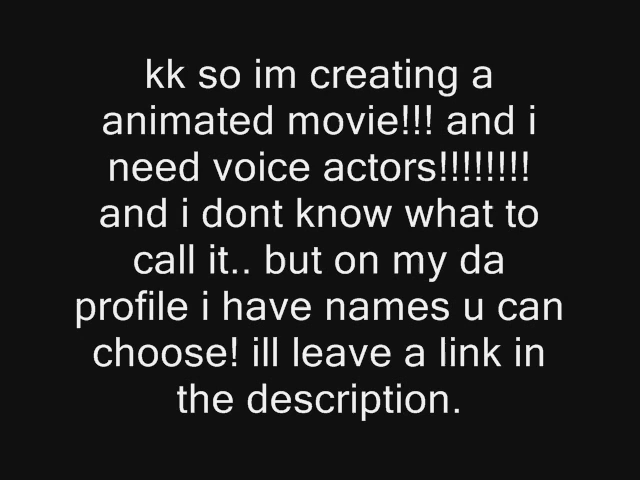 kk so im creating a
animated movie!!! and i
need voice actors!!!!!!!!
and i dont know what to
call it.. but on my da
profile i have names u can
choose! ill leave a link in
the description.